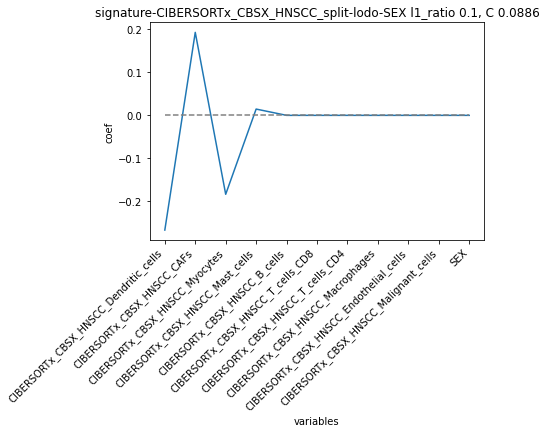 signature-CIBERSORTx_CBSX_HNSCC_split-lodo-SEX l1_ratio 0.1, C 0.0886
0.2
0.1
0.0
−0.1
−0.2
coef
CIBERSORTx_CBSX_HNSCC_Dendritic_cells
CIBERSORTx_CBSX_HNSCC_CAFs
CIBERSORTx_CBSX_HNSCC_Myocytes
CIBERSORTx_CBSX_HNSCC_Mast_cells
CIBERSORTx_CBSX_HNSCC_B_cells
CIBERSORTx_CBSX_HNSCC_T_cells_CD8
CIBERSORTx_CBSX_HNSCC_T_cells_CD4
CIBERSORTx_CBSX_HNSCC_Macrophages
CIBERSORTx_CBSX_HNSCC_Endothelial_cells
CIBERSORTx_CBSX_HNSCC_Malignant_cells
SEX
variables